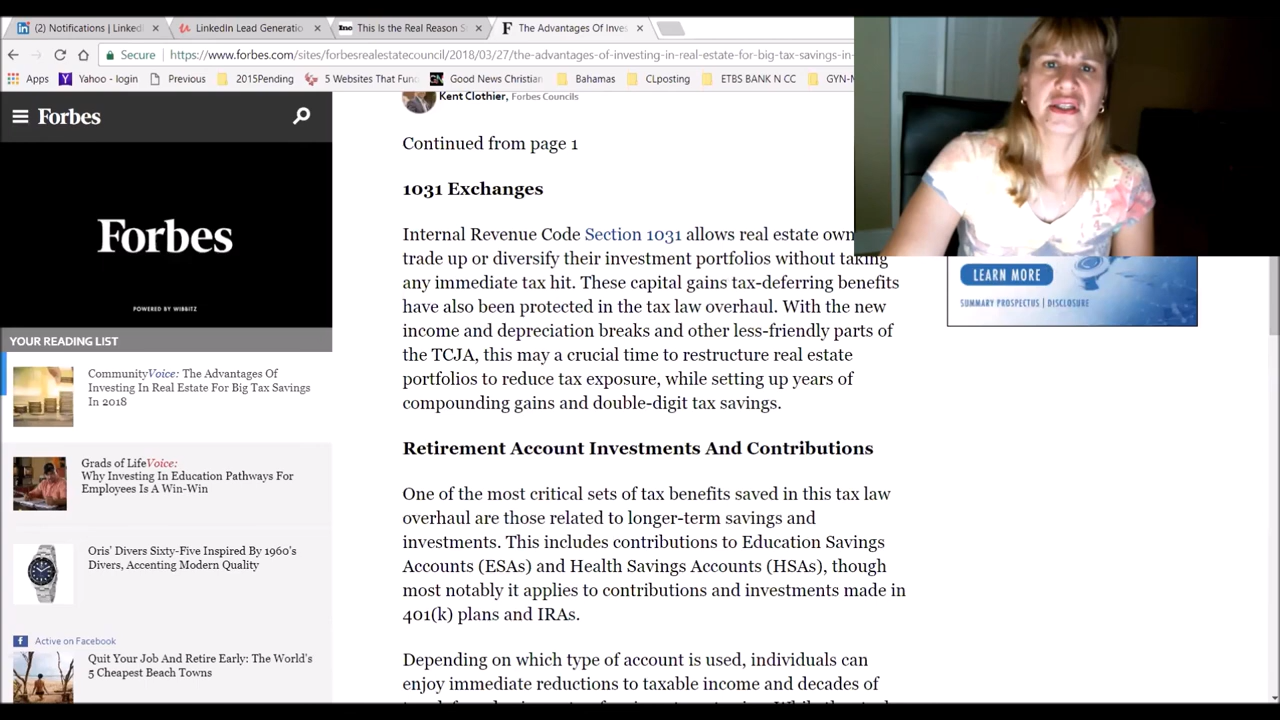 (2) Notifications | LinkedI
LinkedIn Lead Generatio
Inc
This Is the Real Reason S
F
The Advantages Of Inves
Secure
https://www.forbes.com/sites/forbesrealestatecouncil/2018/03/27/the-advantages-of-investing-in-real-estate-for-big-tax-savings-in-
Apps
Yahoo - login
Previous
2015Pending
5 Websites That Func
Good News Christian
Bahamas
CLposting
ETBS BANK N CC
GYN-M
Forbes
Forbes
POWERED BY WIBBITZ
YOUR READING LIST
CommunityVoice: The Advantages Of
Investing In Real Estate For Big Tax Savings
In 2018
Grads of LifeVoice:
Why Investing In Education Pathways For
Employees Is A Win-Win
Oris' Divers Sixty-Five Inspired By 1960's
Divers, Accenting Modern Quality
Active on Facebook
Quit Your Job And Retire Early: The World's
5 Cheapest Beach Towns
Kent Clothier, Forbes Councils
Continued from page 1
1031 Exchanges
Internal Revenue Code Section 1031 allows real estate own
trade up or diversify their investment portfolios without taking
any immediate tax hit. These capital gains tax-deferring benefits
have also been protected in the tax law overhaul. With the new
income and depreciation breaks and other less-friendly parts of
the TCJA, this may a crucial time to restructure real estate
portfolios to reduce tax exposure, while setting up years of
compounding gains and double-digit tax savings.
Retirement Account Investments And Contributions
One of the most critical sets of tax benefits saved in this tax law
overhaul are those related to longer-term savings and
investments. This includes contributions to Education Savings
Accounts (ESAs) and Health Savings Accounts (HSAs), though
most notably it applies to contributions and investments made in
401(k) plans and IRAs.
Depending on which type of account is used, individuals can
enjoy immediate reductions to taxable income and decades of
LEARN MORE
SUMMARY PROSPECTUS | DISCLOSURE